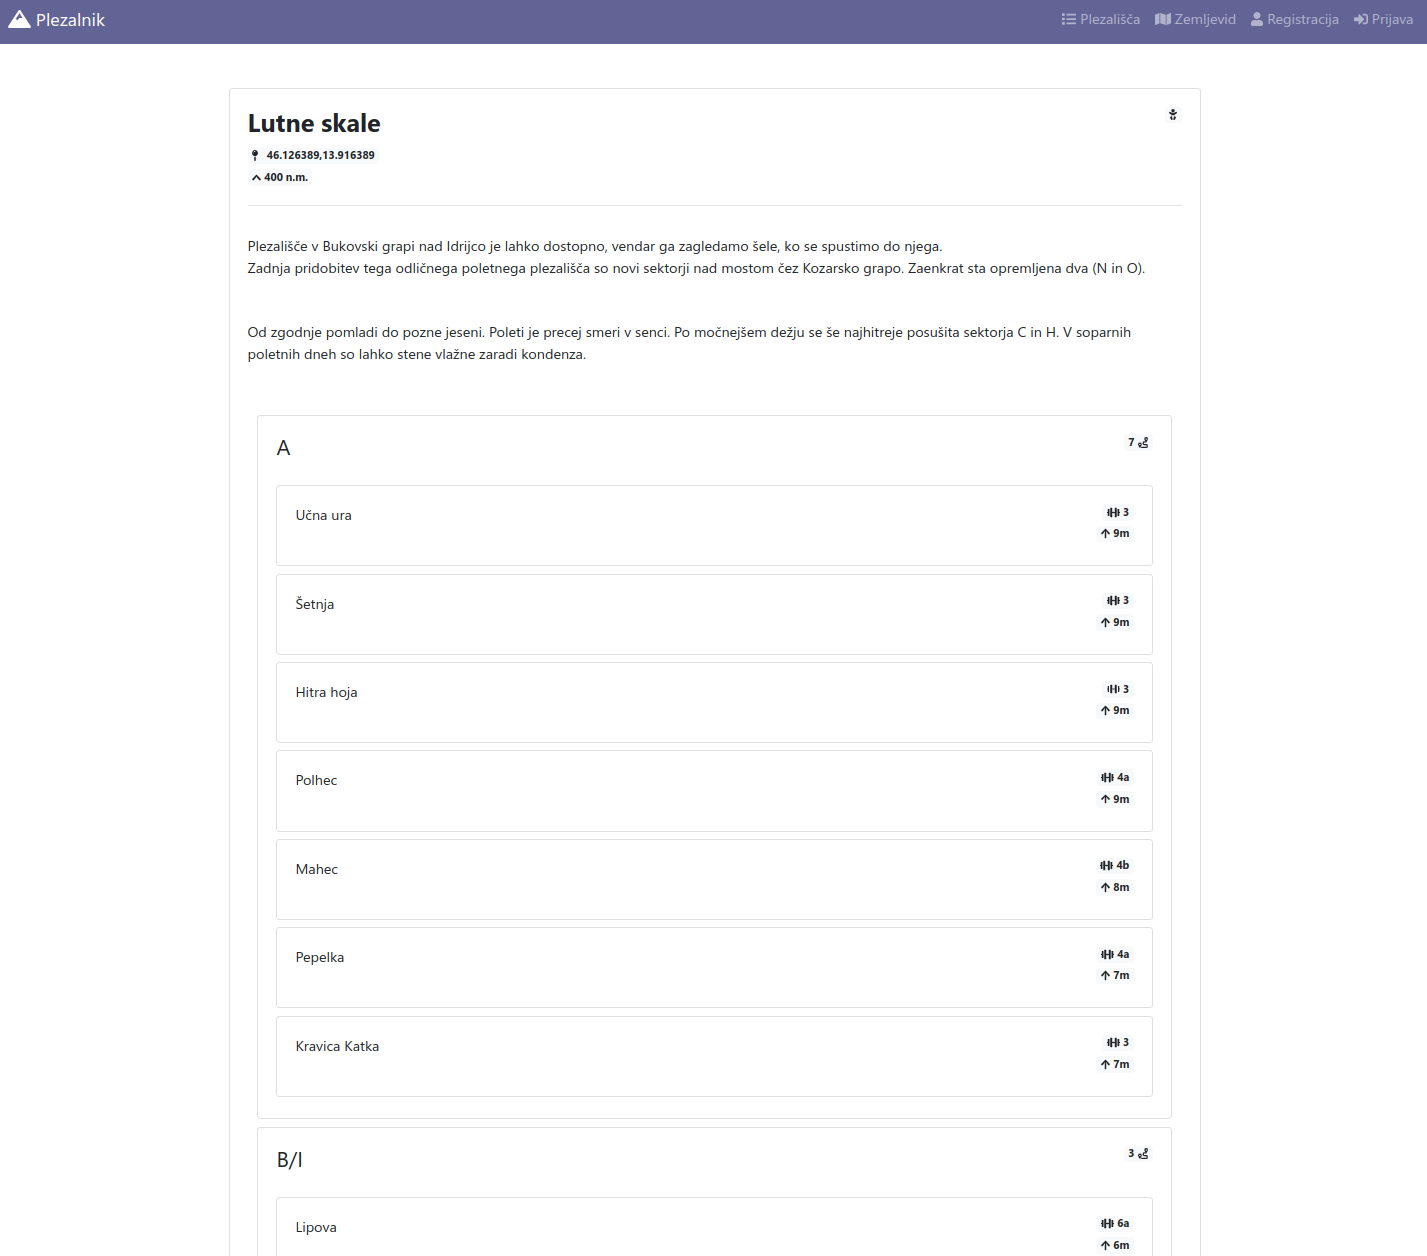 Plezalnik
Plezališča Zemljevid Registracija Prijava
Lutne skale
46.126389,13.916389
400 n.m.
Plezališče v Bukovski grapi nad Idrijco je lahko dostopno, vendar ga zagledamo šele, ko se spustimo do njega.
Zadnja pridobitev tega odličnega poletnega plezališča so novi sektorji nad mostom čez Kozarsko grapo. Zaenkrat sta opremljena dva (N in O).
Od zgodnje pomladi do pozne jeseni. Poleti je precej smeri v senci. Po močnejšem dežju se še najhitreje posušita sektorja C in H. V soparnih
poletnih dneh so lahko stene vlažne zaradi kondenza.
A
7
Učna ura
3
9m
Šetnja
3
9m
Hitra hoja
3
9m
Polhec
4a
9m
Mahec
4b
8m
Pepelka
4a
7m
Kravica Katka
3
7m
B/I
3
Lipova
6a
6m